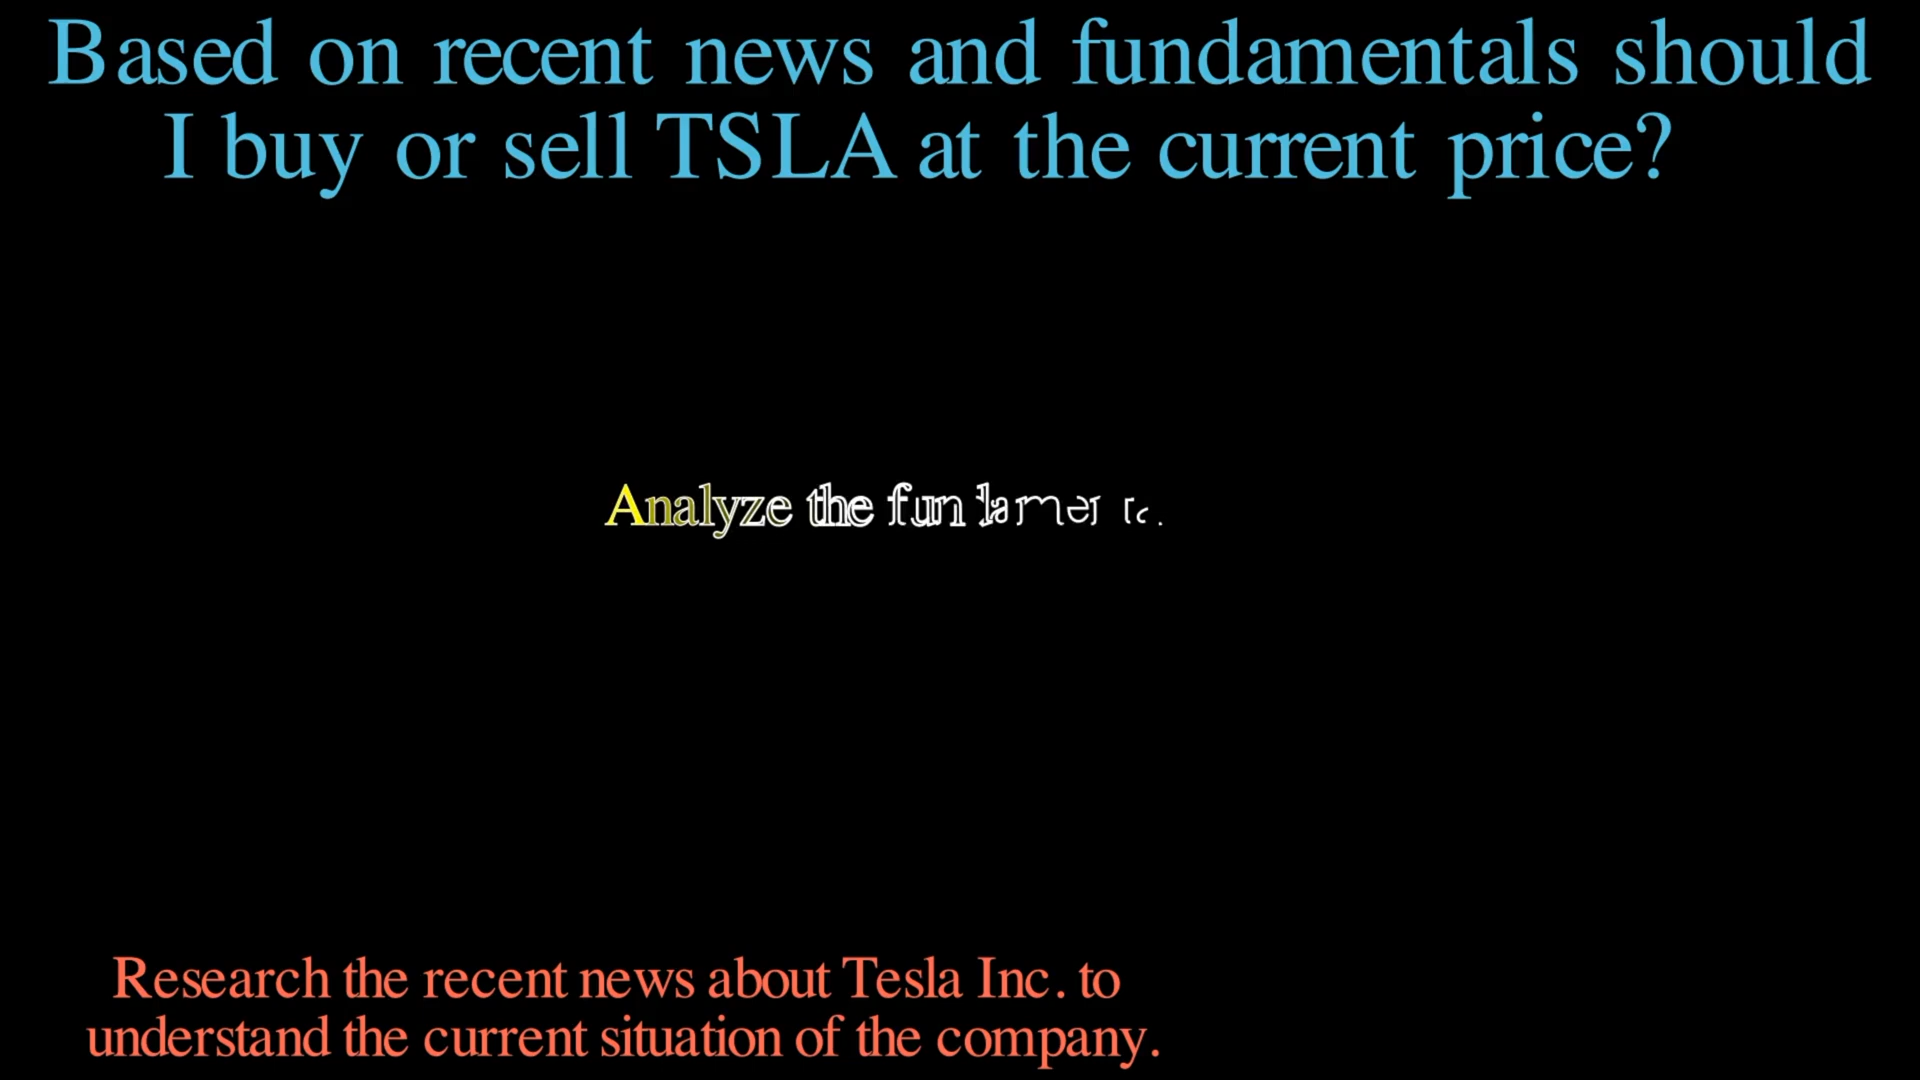 Based on recent news and fundamentals should
I buy or sell TSLA at the current price?
Analyze the
Research the recent news about Tesla Inc. to
understand the current situation of the company.